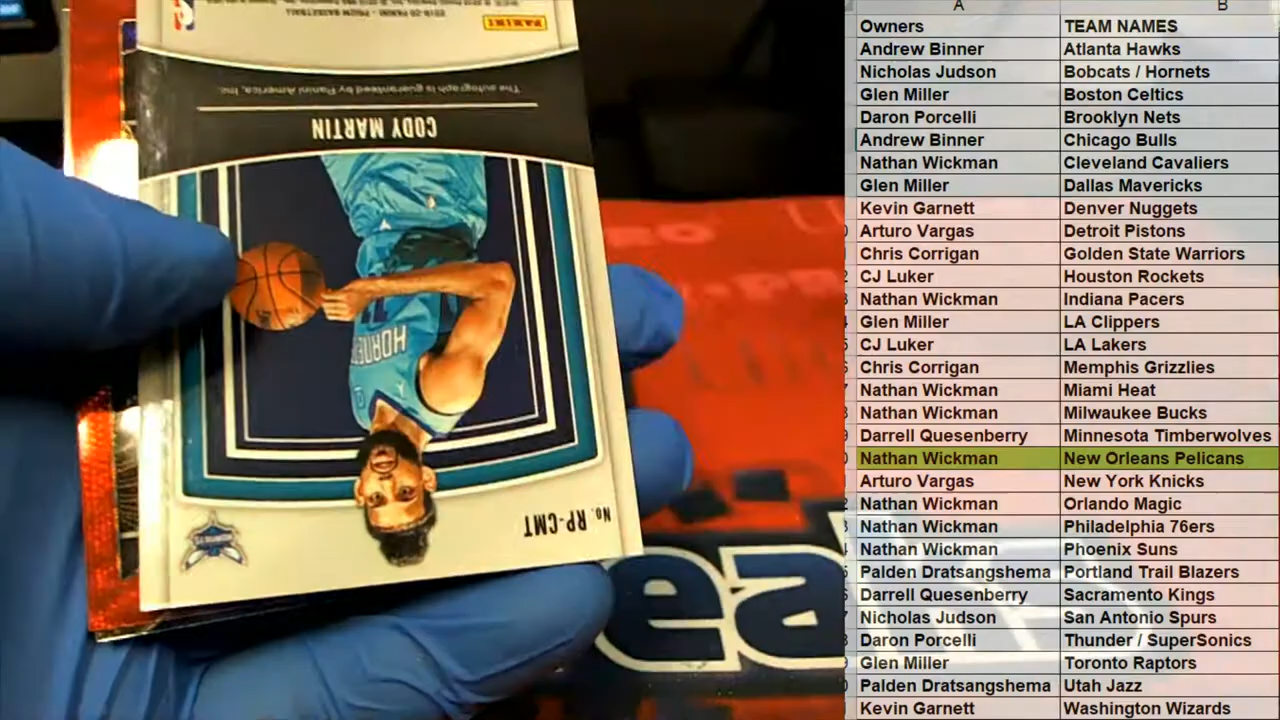 PANINI
2019-20 PANINI - PRIZM BASKETBALL
The autograph is guaranteed by Panini America, Inc.
CODY MARTIN
HORNETS
No. RP-CMT
ea
A B
Owners TEAM NAMES
Andrew Binner Atlanta Hawks
Nicholas Judson Bobcats / Hornets
Glen Miller Boston Celtics
Daron Porcelli Brooklyn Nets
Andrew Binner Chicago Bulls
Nathan Wickman Cleveland Cavaliers
Glen Miller Dallas Mavericks
Kevin Garnett Denver Nuggets
Arturo Vargas Detroit Pistons
Chris Corrigan Golden State Warriors
CJ Luker Houston Rockets
Nathan Wickman Indiana Pacers
Glen Miller LA Clippers
CJ Luker LA Lakers
Chris Corrigan Memphis Grizzlies
Nathan Wickman Miami Heat
Nathan Wickman Milwaukee Bucks
Darrell Quesenberry Minnesota Timberwolves
Nathan Wickman New Orleans Pelicans
Arturo Vargas New York Knicks
Nathan Wickman Orlando Magic
Nathan Wickman Philadelphia 76ers
Nathan Wickman Phoenix Suns
Palden Dratsangshema Portland Trail Blazers
Darrell Quesenberry Sacramento Kings
Nicholas Judson San Antonio Spurs
Daron Porcelli Thunder / SuperSonics
Glen Miller Toronto Raptors
Palden Dratsangshema Utah Jazz
Kevin Garnett Washington Wizards